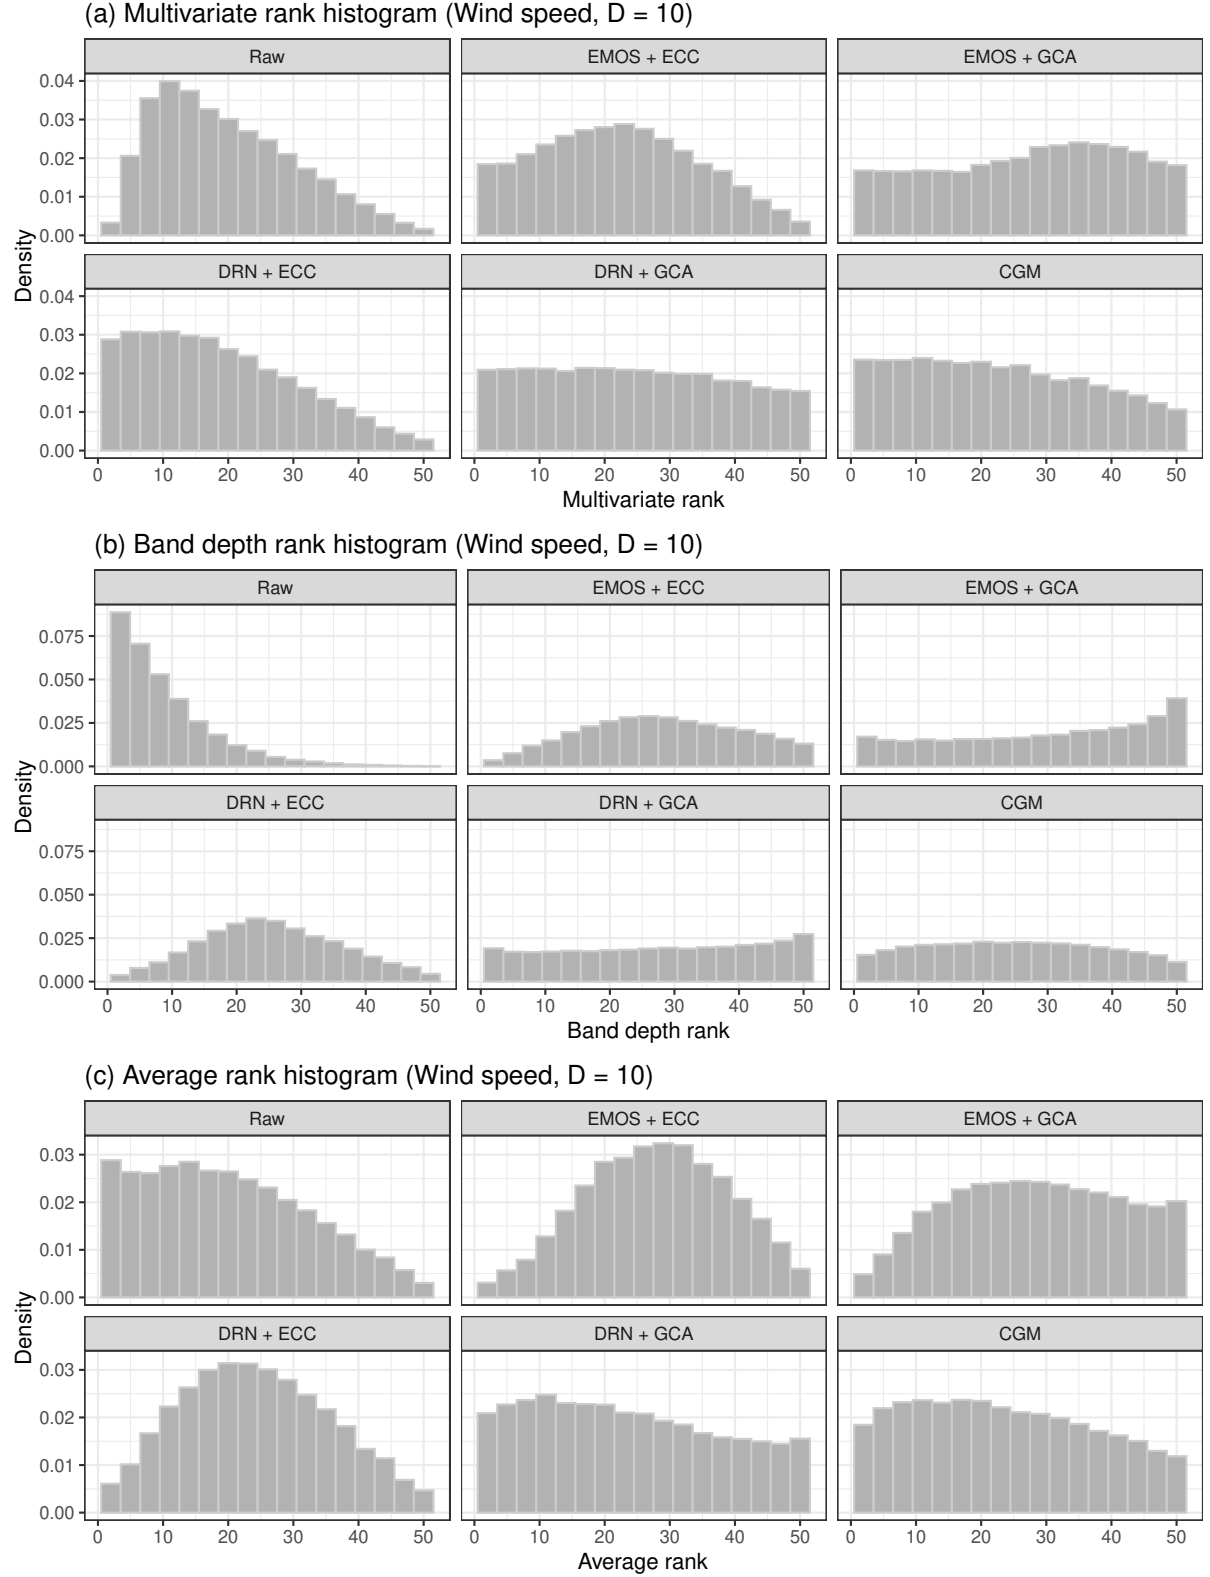 (a) Multivariate rank histogram (Wind speed, D = 10)
Raw
EMOS + ECC
EMOS + GCA
0.04
0.03
0.02
0.01
0.00
DRN + ECC
DRN + GCA
CGM
0.04
0.03
0.02
0.01
0.00
Density
0 10 20 30 40 50 0 10 20 30 40 50 0 10 20 30 40 50
Multivariate rank
(b) Band depth rank histogram (Wind speed, D = 10)
Raw
EMOS + ECC
EMOS + GCA
0.075
0.050
0.025
0.000
DRN + ECC
DRN + GCA
CGM
0.075
0.050
0.025
0.000
Density
0 10 20 30 40 50 0 10 20 30 40 50 0 10 20 30 40 50
Band depth rank
(c) Average rank histogram (Wind speed, D = 10)
Raw
EMOS + ECC
EMOS + GCA
0.03
0.02
0.01
0.00
DRN + ECC
DRN + GCA
CGM
0.03
0.02
0.01
0.00
Density
0 10 20 30 40 50 0 10 20 30 40 50 0 10 20 30 40 50
Average rank